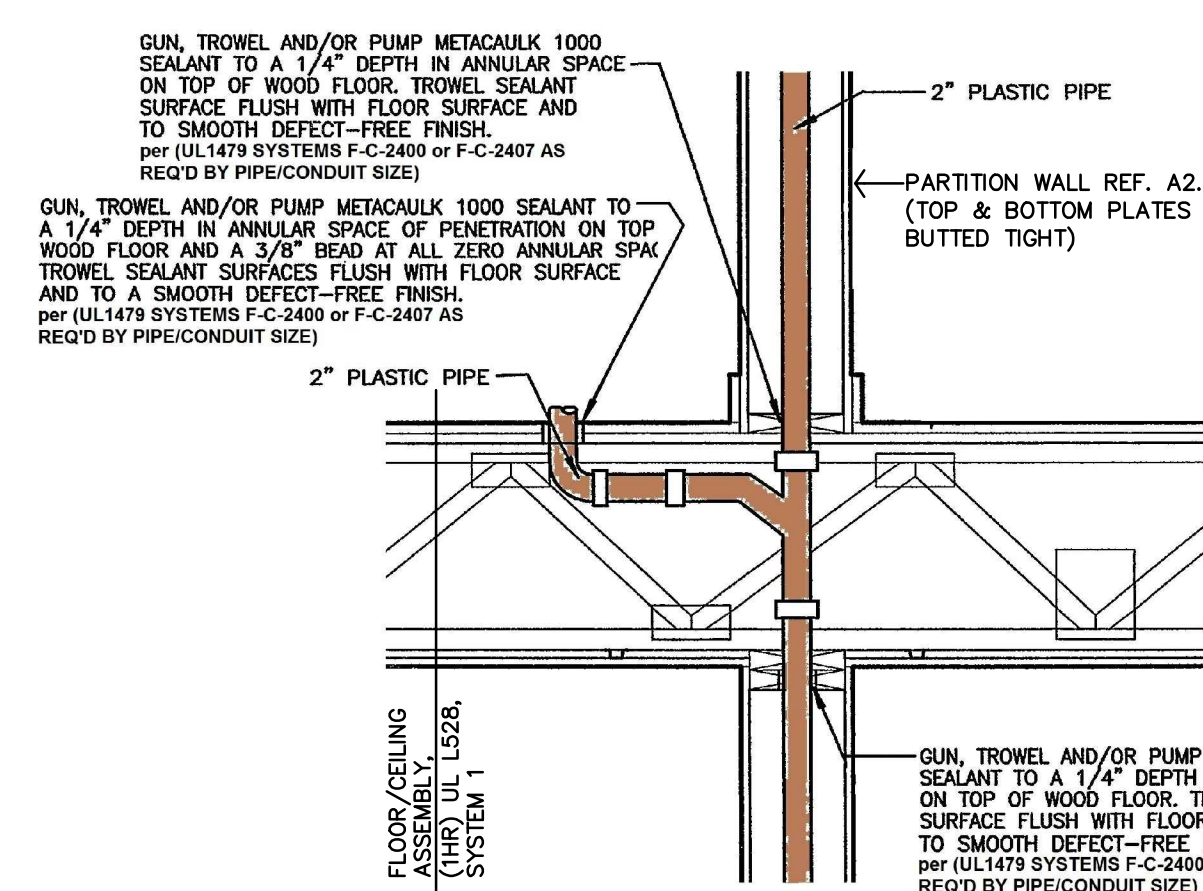 GUN, TROWEL AND/OR PUMP METACAULK 1000
SEALANT TO A 1/4" DEPTH IN ANNULAR SPACE
ON TOP OF WOOD FLOOR. TROWEL SEALANT
SURFACE FLUSH WITH FLOOR SURFACE AND
TO SMOOTH DEFECT-FREE FINISH.
per (UL1479 SYSTEMS F-C-2400 or F-C-2407 AS
REQ'D BY PIPE/CONDUIT SIZE)
GUN, TROWEL AND/OR PUMP METACAULK 1000 SEALANT TO
A 1/4" DEPTH IN ANNULAR SPACE OF PENETRATION ON TOP
WOOD FLOOR AND A 3/8" BEAD AT ALL ZERO ANNULAR SPAC
TROWEL SEALANT SURFACES FLUSH WITH FLOOR SURFACE
AND TO A SMOOTH DEFECT-FREE FINISH.
per (UL1479 SYSTEMS F-C-2400 or F-C-2407 AS
REQ'D BY PIPE/CONDUIT SIZE)
2" PLASTIC PIPE
2" PLASTIC PIPE
PARTITION WALL REF. A2.
(TOP & BOTTOM PLATES
BUTTED TIGHT)
FLOOR/CEILING
ASSEMBLY,
(1HR) UL L528,
SYSTEM 1
GUN, TROWEL AND/OR PUMP
SEALANT TO A 1/4" DEPTH
ON TOP OF WOOD FLOOR.
SURFACE FLUSH WITH FLOOR
TO SMOOTH DEFECT-FREE
per (UL1479 SYSTEMS F-C-2400
REQ'D BY PIPE/CONDUIT SIZE)